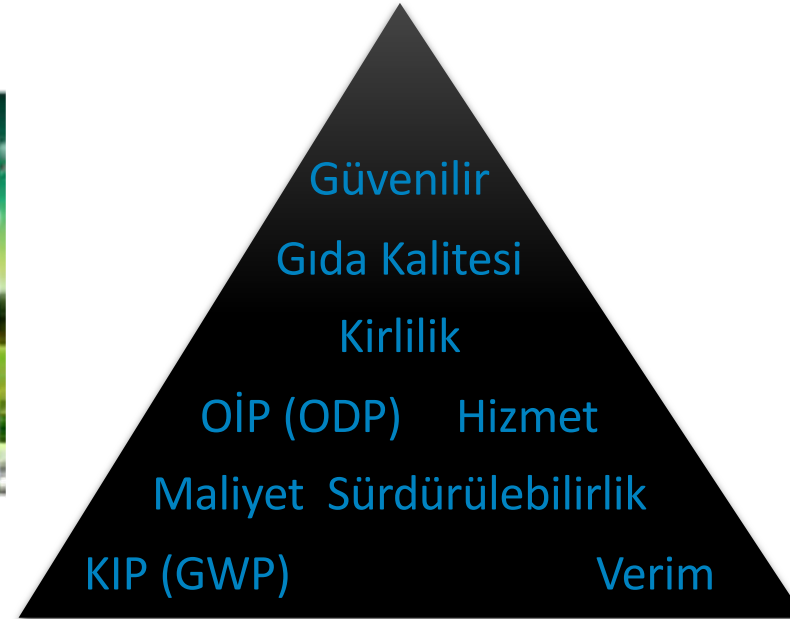 Güvenilir
Gıda Kalitesi
Kirlilik
OİP (ODP) Hizmet
Maliyet Sürdürülebilirlik
KIP (GWP) Verim